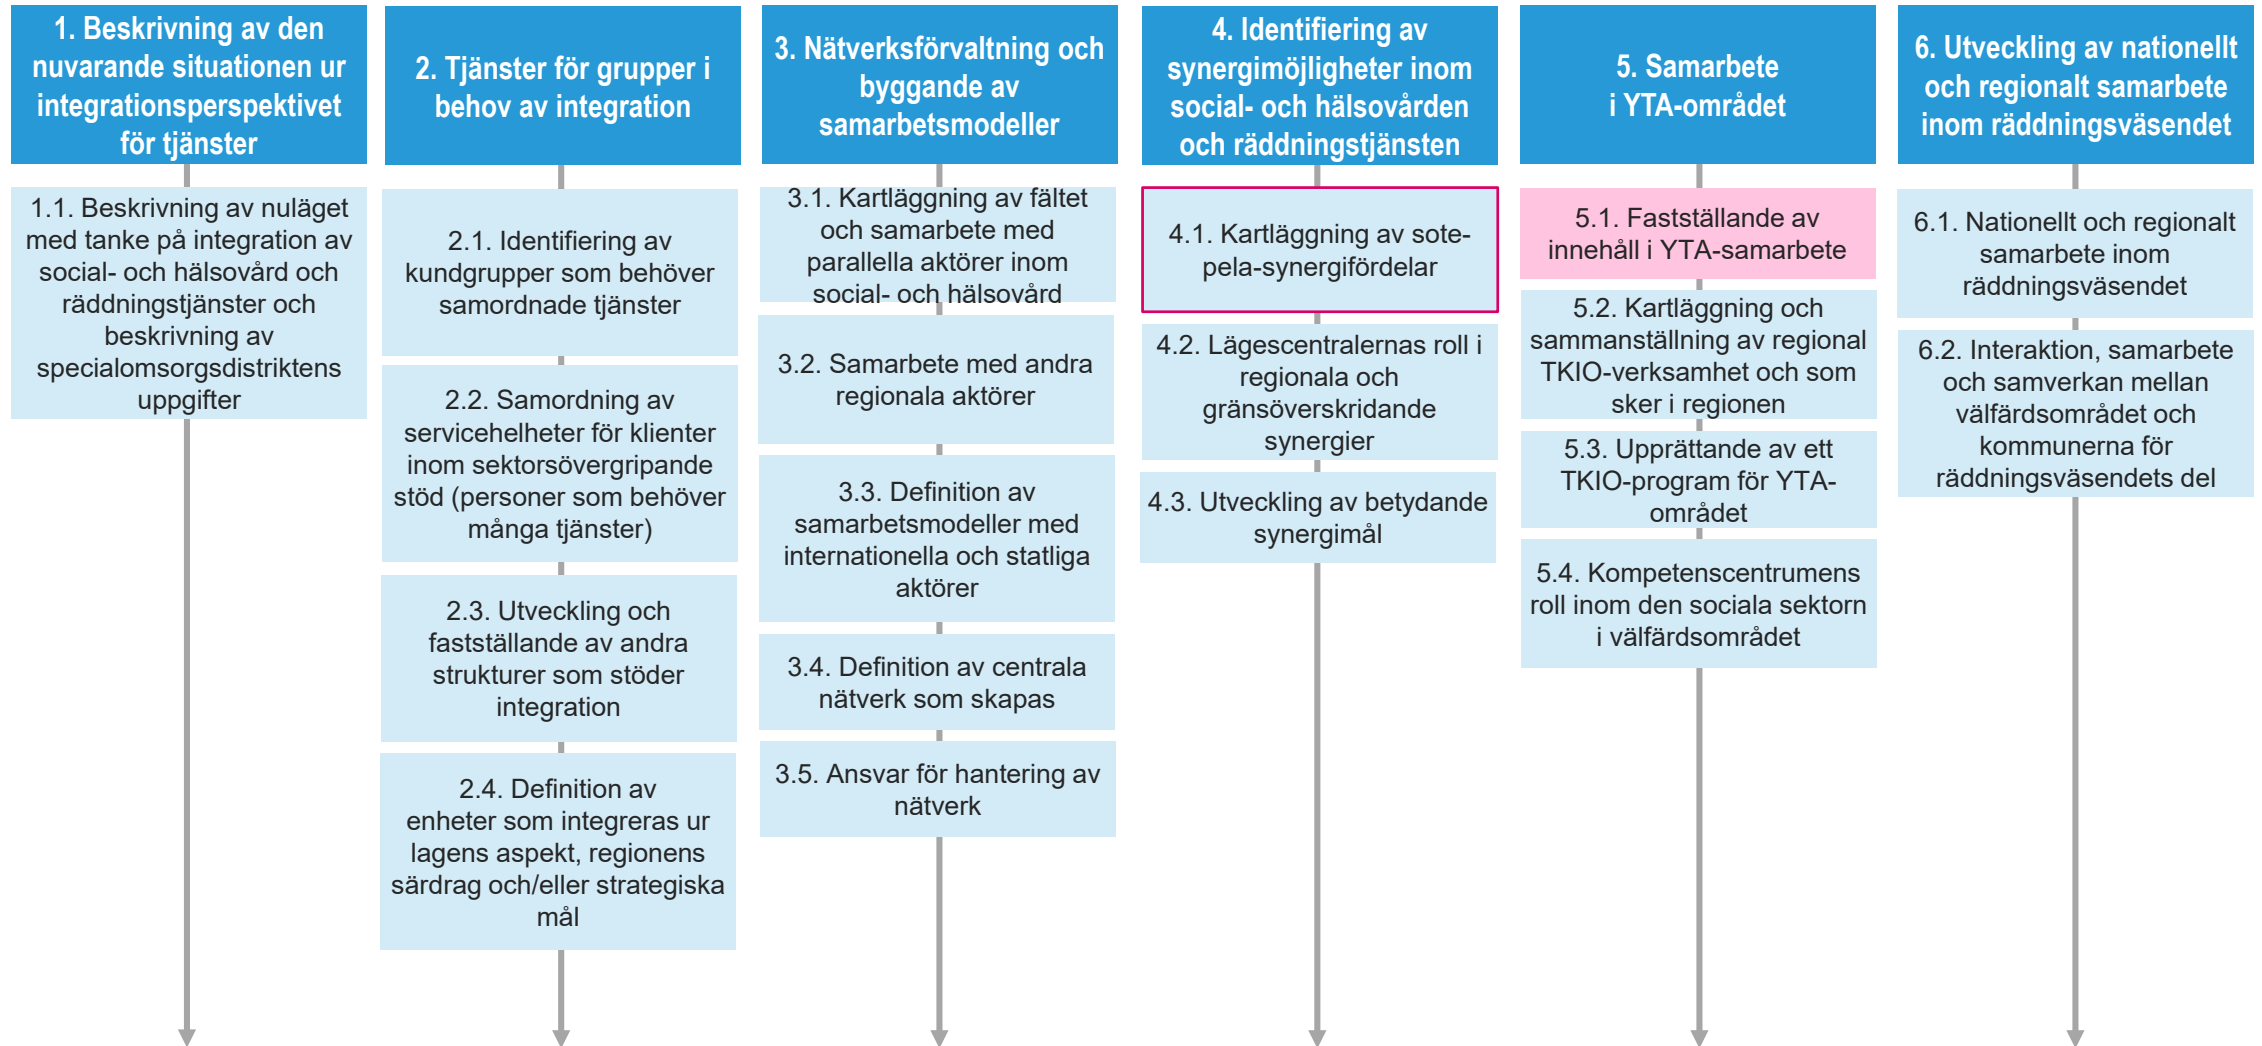 1. Beskrivning av den
nuvarande situationen ur
integrationsperspektivet
för tjänster
1.1. Beskrivning av nuläget
med tanke på integration av
social- och hälsovård och
räddningstjänster och
beskrivning av
specialomsorgsdistriktens
uppgifter
2. Tjänster för grupper i
behov av integration
2.1. Identifiering av
kundgrupper som behöver
samordnade tjänster
2.2. Samordning av
servicehelheter för klienter
inom sektorsövergripande
stöd (personer som behöver
många tjänster)
2.3. Utveckling och
fastställande av andra
strukturer som stöder
integration
2.4. Definition av
enheter som integreras ur
lagens aspekt, regionens
särdrag och/eller strategiska
mål
3. Nätverksförvaltning och
byggande av
samarbetsmodeller
3.1. Kartläggning av fältet
och samarbete med
parallella aktörer inom
social- och hälsovård
3.2. Samarbete med andra
regionala aktörer
3.3. Definition av
samarbetsmodeller med
internationella och statliga
aktörer
3.4. Definition av centrala
nätverk som skapas
3.5. Ansvar för hantering av
nätverk
4. Identifiering av
synergimöjligheter inom
social- och hälsovården
och räddningstjänsten
4.1. Kartläggning av sote-
pela-synergifördelar
4.2. Lägescentralernas roll i
regionala och
gränsöverskridande
synergier
4.3. Utveckling av betydande
synergimål
5. Samarbete
i YTA-området
5.1. Fastställande av
innehåll i YTA-samarbete
5.2. Kartläggning och
sammanställning av regional
TKIO-verksamhet och som
sker i regionen
5.3. Upprättande av ett
TKIO-program för YTA-
området
5.4. Kompetenscentrumens
roll inom den sociala sektorn
i välfärdsområdet
6. Utveckling av nationellt
och regionalt samarbete
inom räddningsväsendet
6.1. Nationellt och regionalt
samarbete inom
räddningsväsendet
6.2. Interaktion, samarbete
och samverkan mellan
välfärdsområdet och
kommunerna för
räddningsväsendets del